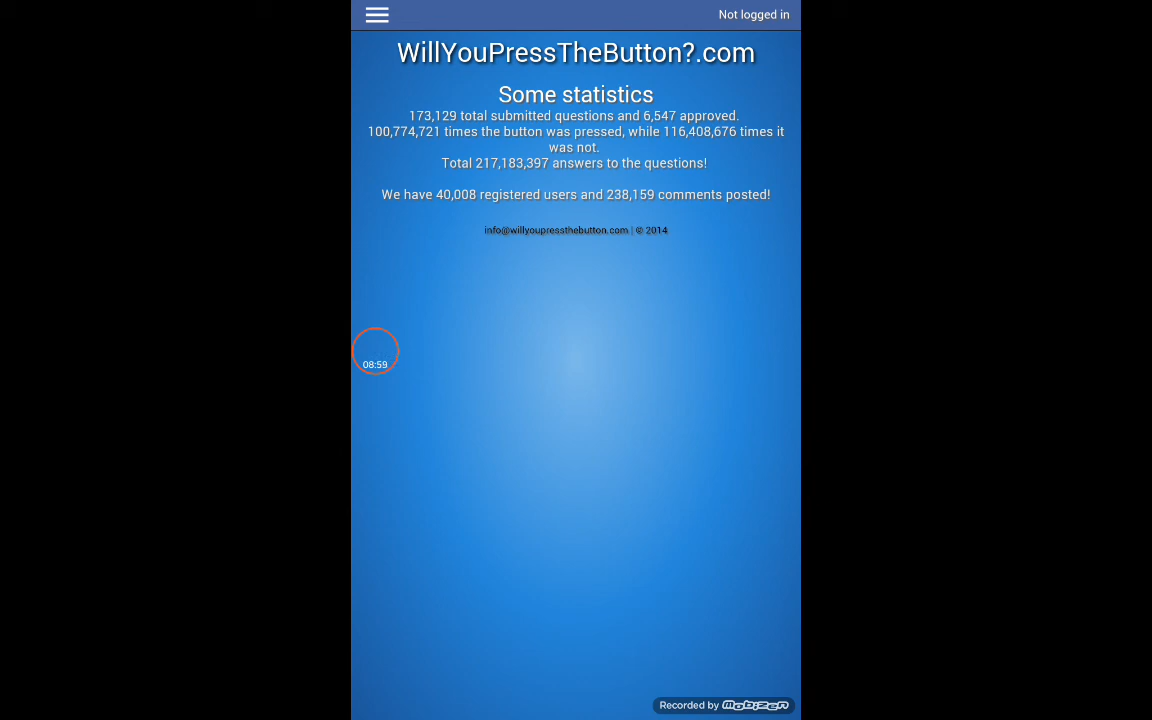 Not logged in
WillYouPressTheButton?.com
Some statistics
173,129 total submitted questions and 6,547 approved.
100,774,721 times the button was pressed, while 116,408,676 times it
was not.
Total 217,183,397 answers to the questions!
We have 40,008 registered users and 238,159 comments posted!
info@willyoupressthebutton.com | © 2014
08:59
Recorded by mobizen